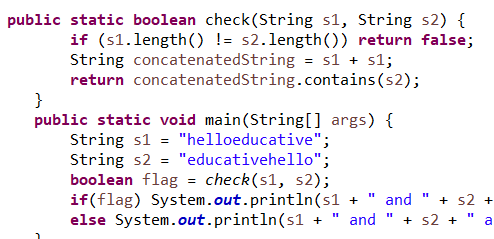 public static boolean check(String s1, String s2) {
if (s1.length() != s2.length()) return false;
String concatenatedString = s1 + s1;
return concatenatedString.contains(s2);
}
public static void main(String[] args) {
String s1 = "helloeducative";
String s2 = "educativehello";
boolean flag = check(s1, s2);
if(flag) System.out.println(s1 + " and " + s2 +
else System.out.println(s1 + " and " + s2 + " a
}